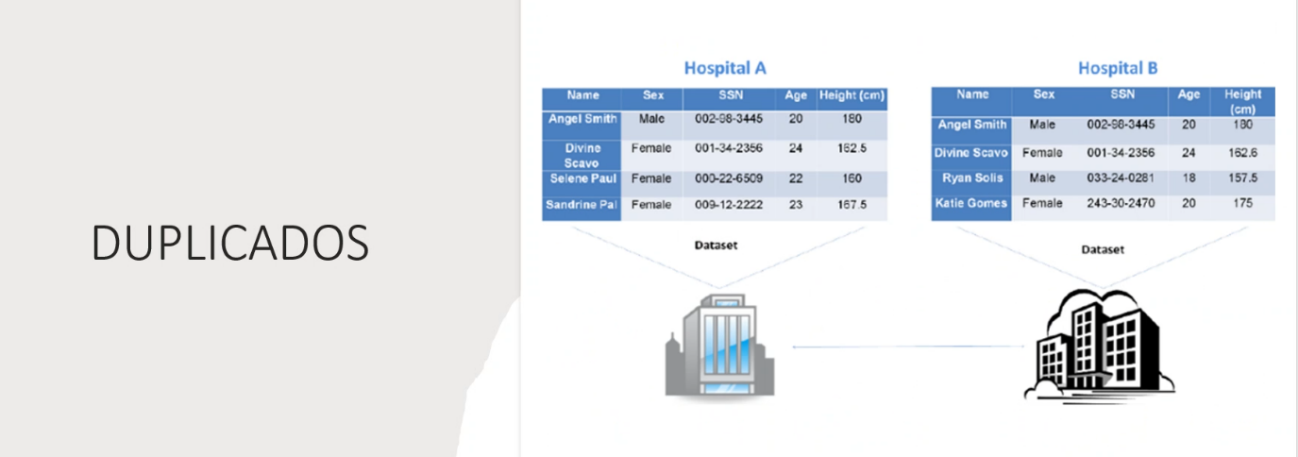 DUPLICADOS
Hospital A
Name Sex SSN Age Height (cm)
Angel Smith Male 002-98-3445 20 180
Divine
Scavo Female 001-34-2356 24 162.5
Selene Paul Female 000-22-6509 22 160
Sandrine Pal Female 009-12-2222 23 167.5
Dataset
Hospital B
Name Sex SSN Age Height
(cm)
Angel Smith Male 002-98-3445 20 180
Divine Scavo Female 001-34-2356 24 162.6
Ryan Solis Male 033-24-0281 18 157.5
Katie Gomes Female 243-30-2470 20 175
Dataset